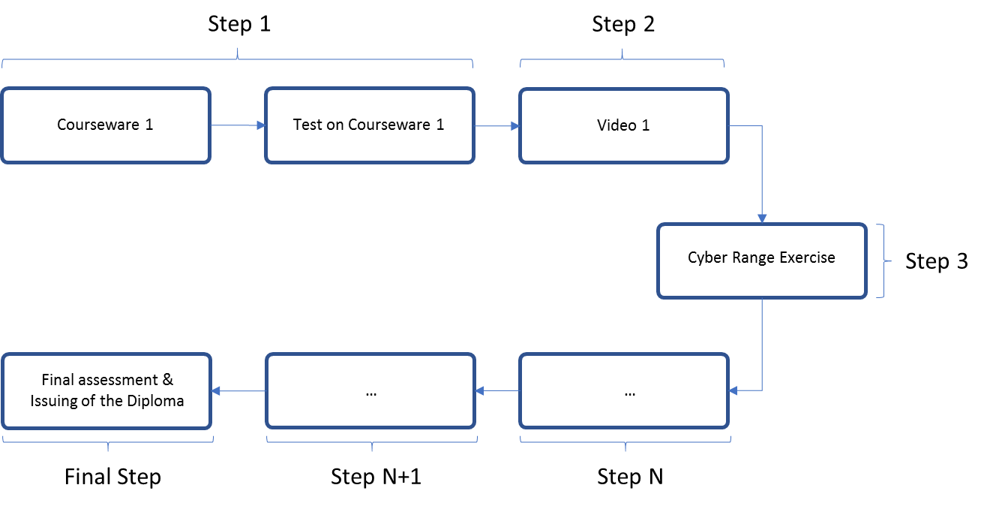 Step 1
Step 2
Courseware 1
Test on Courseware 1
Video 1
Cyber Range Exercise
Step 3
Final assessment &
Issuing of the Diploma
...
...
Final Step
Step N+1
Step N